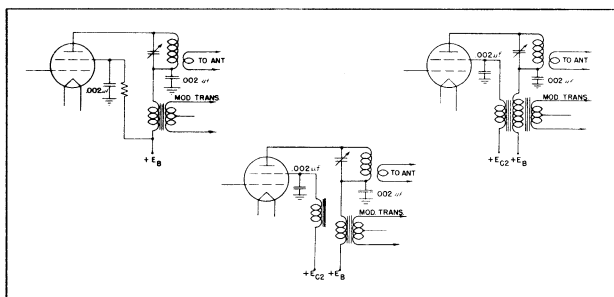 TO ANT
.002 uf
.002 uf
MOD TRANS
+ E B
.002 uf
TO ANT
.002 uf
MOD TRANS
+ E C2 + E B
.002 uf
TO ANT
.002 uf
MOD. TRANS.
+ E C2 + E B